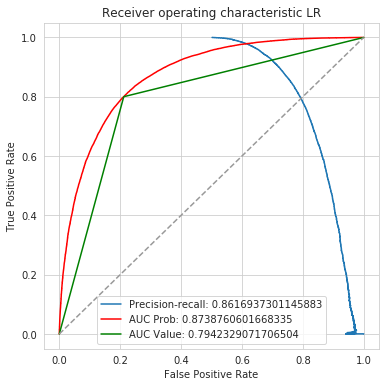 Receiver operating characteristic LR
True Positive Rate
1.0
0.8
0.6
0.4
0.2
0.0
Precision-recall: 0.8616937301145883
AUC Prob: 0.8738760601668335
AUC Value: 0.7942329071706504
0.0 0.2 0.4 0.6 0.8 1.0
False Positive Rate